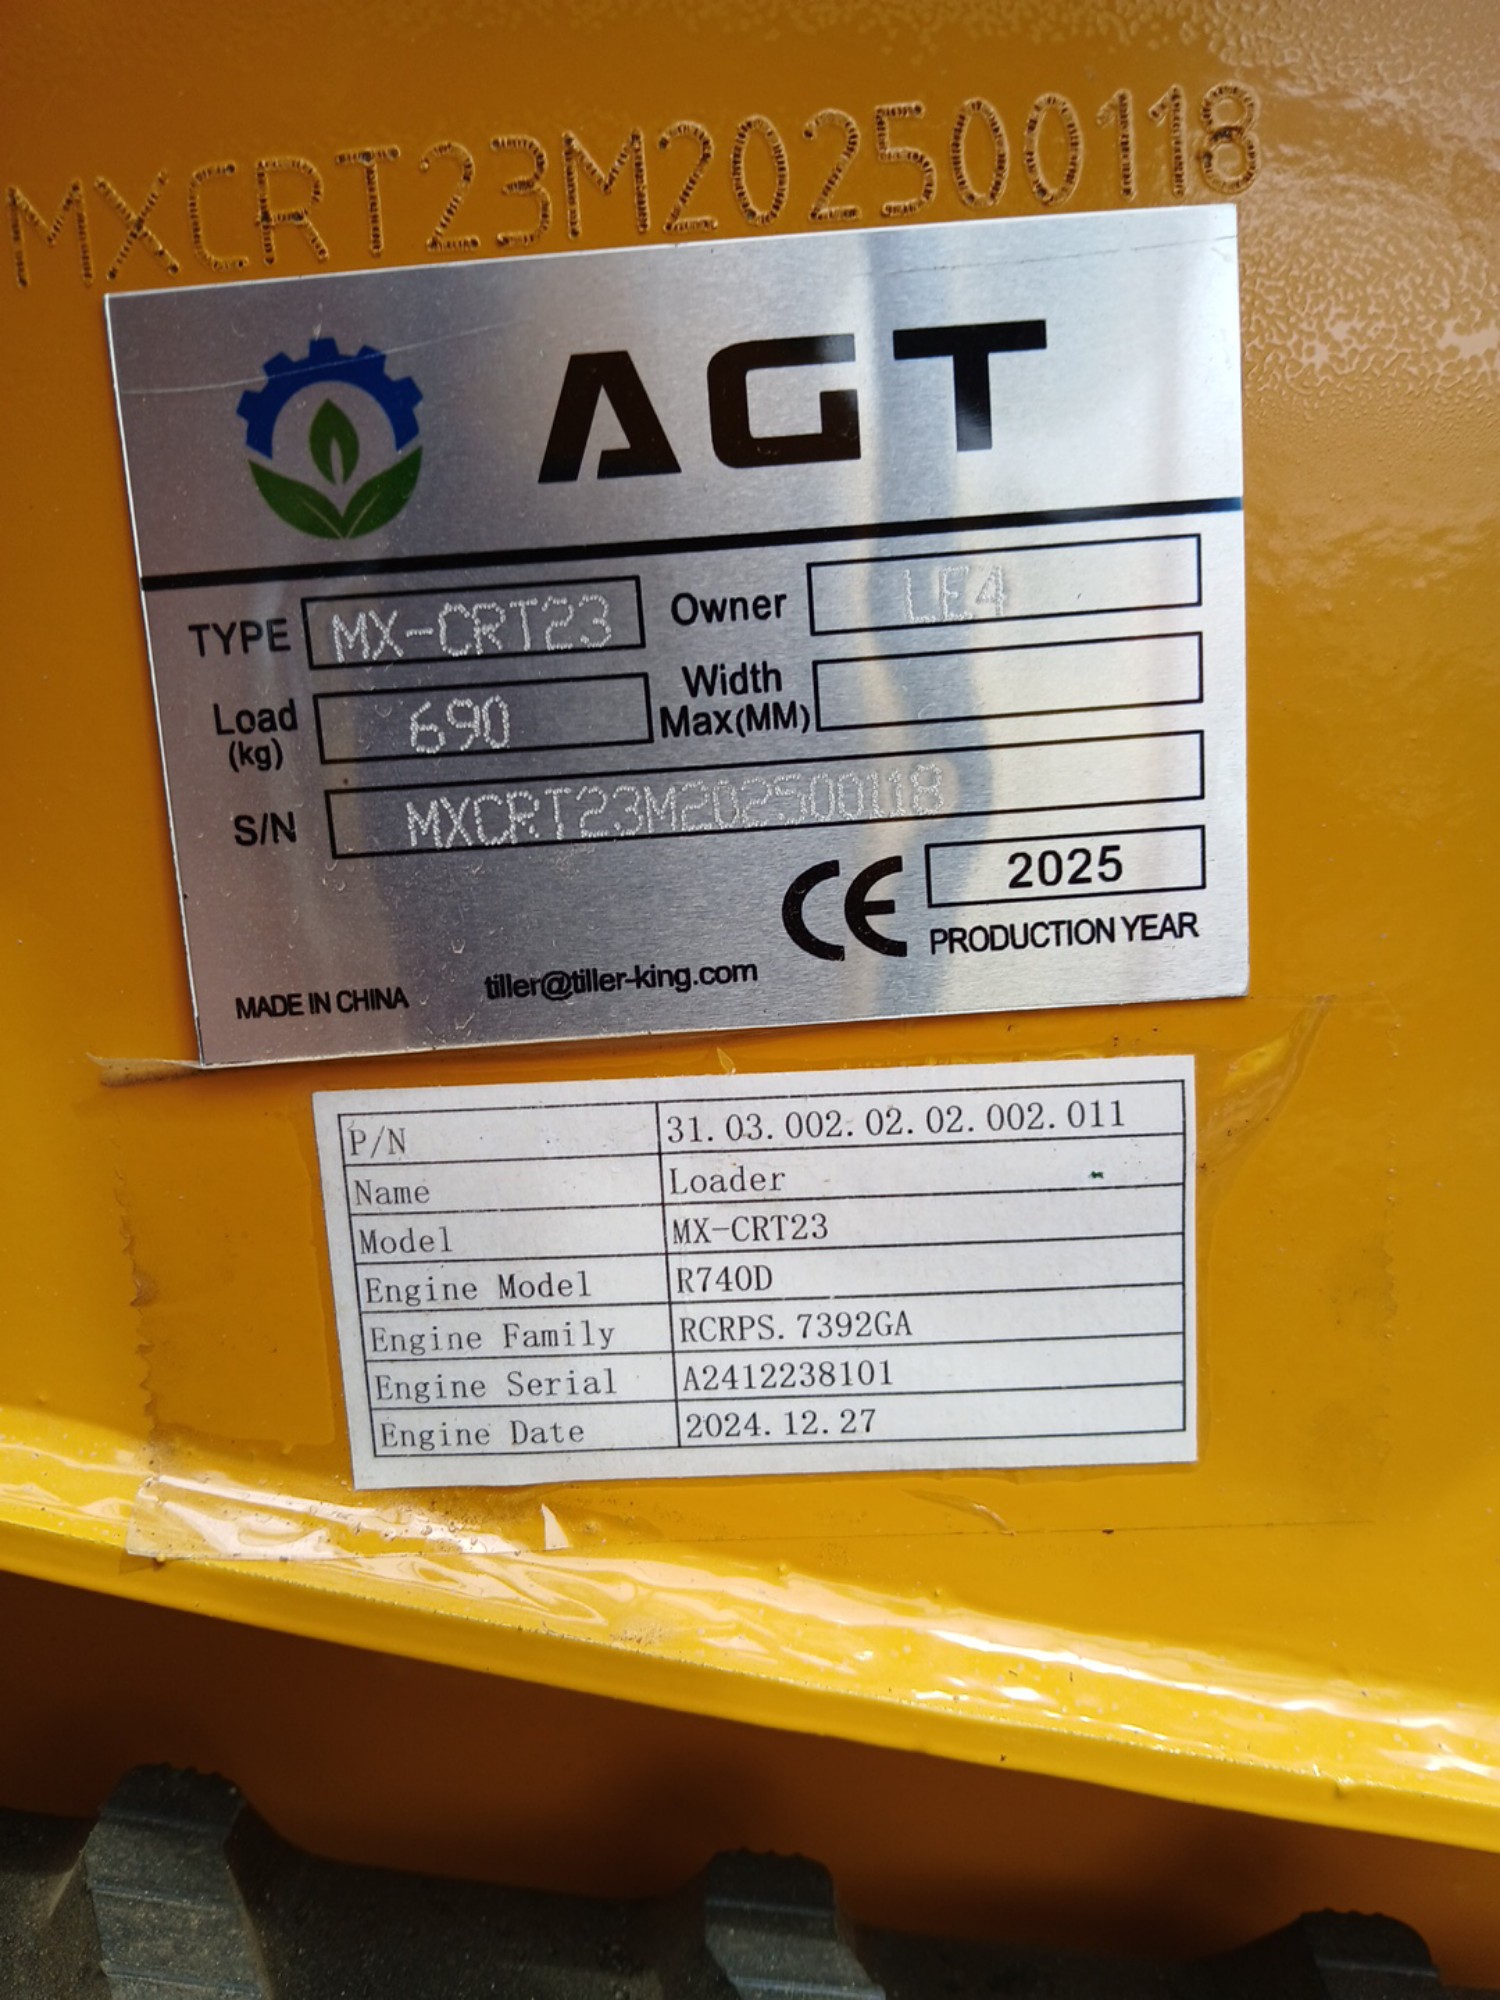 MXCRT23M202500118
AGT
TYPE MX-CRT23 Owner LE4
Load (kg) 690 Width Max(MM)
S/N MXCRT23M202500118
CE 2025
PRODUCTION YEAR
MADE IN CHINA tiller@tiller-king.com
P/N 31.03.002.02.02.002.011
Name Loader
Model MX-CRT23
Engine Model R740D
Engine Family RCRPS.7392GA
Engine Serial A2412238101
Engine Date 2024.12.27